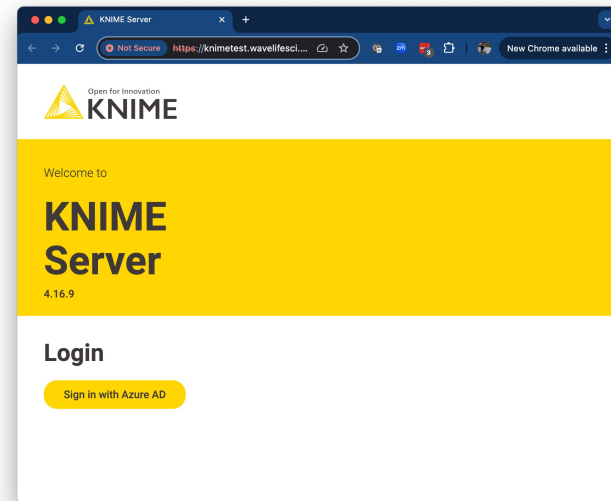 KNIME Server
Not Secure https://knimetest.wavelifesci.... New Chrome available
3
Open for Innovation
KNIME
Welcome to
KNIME
Server
4.16.9
Login
Sign in with Azure AD